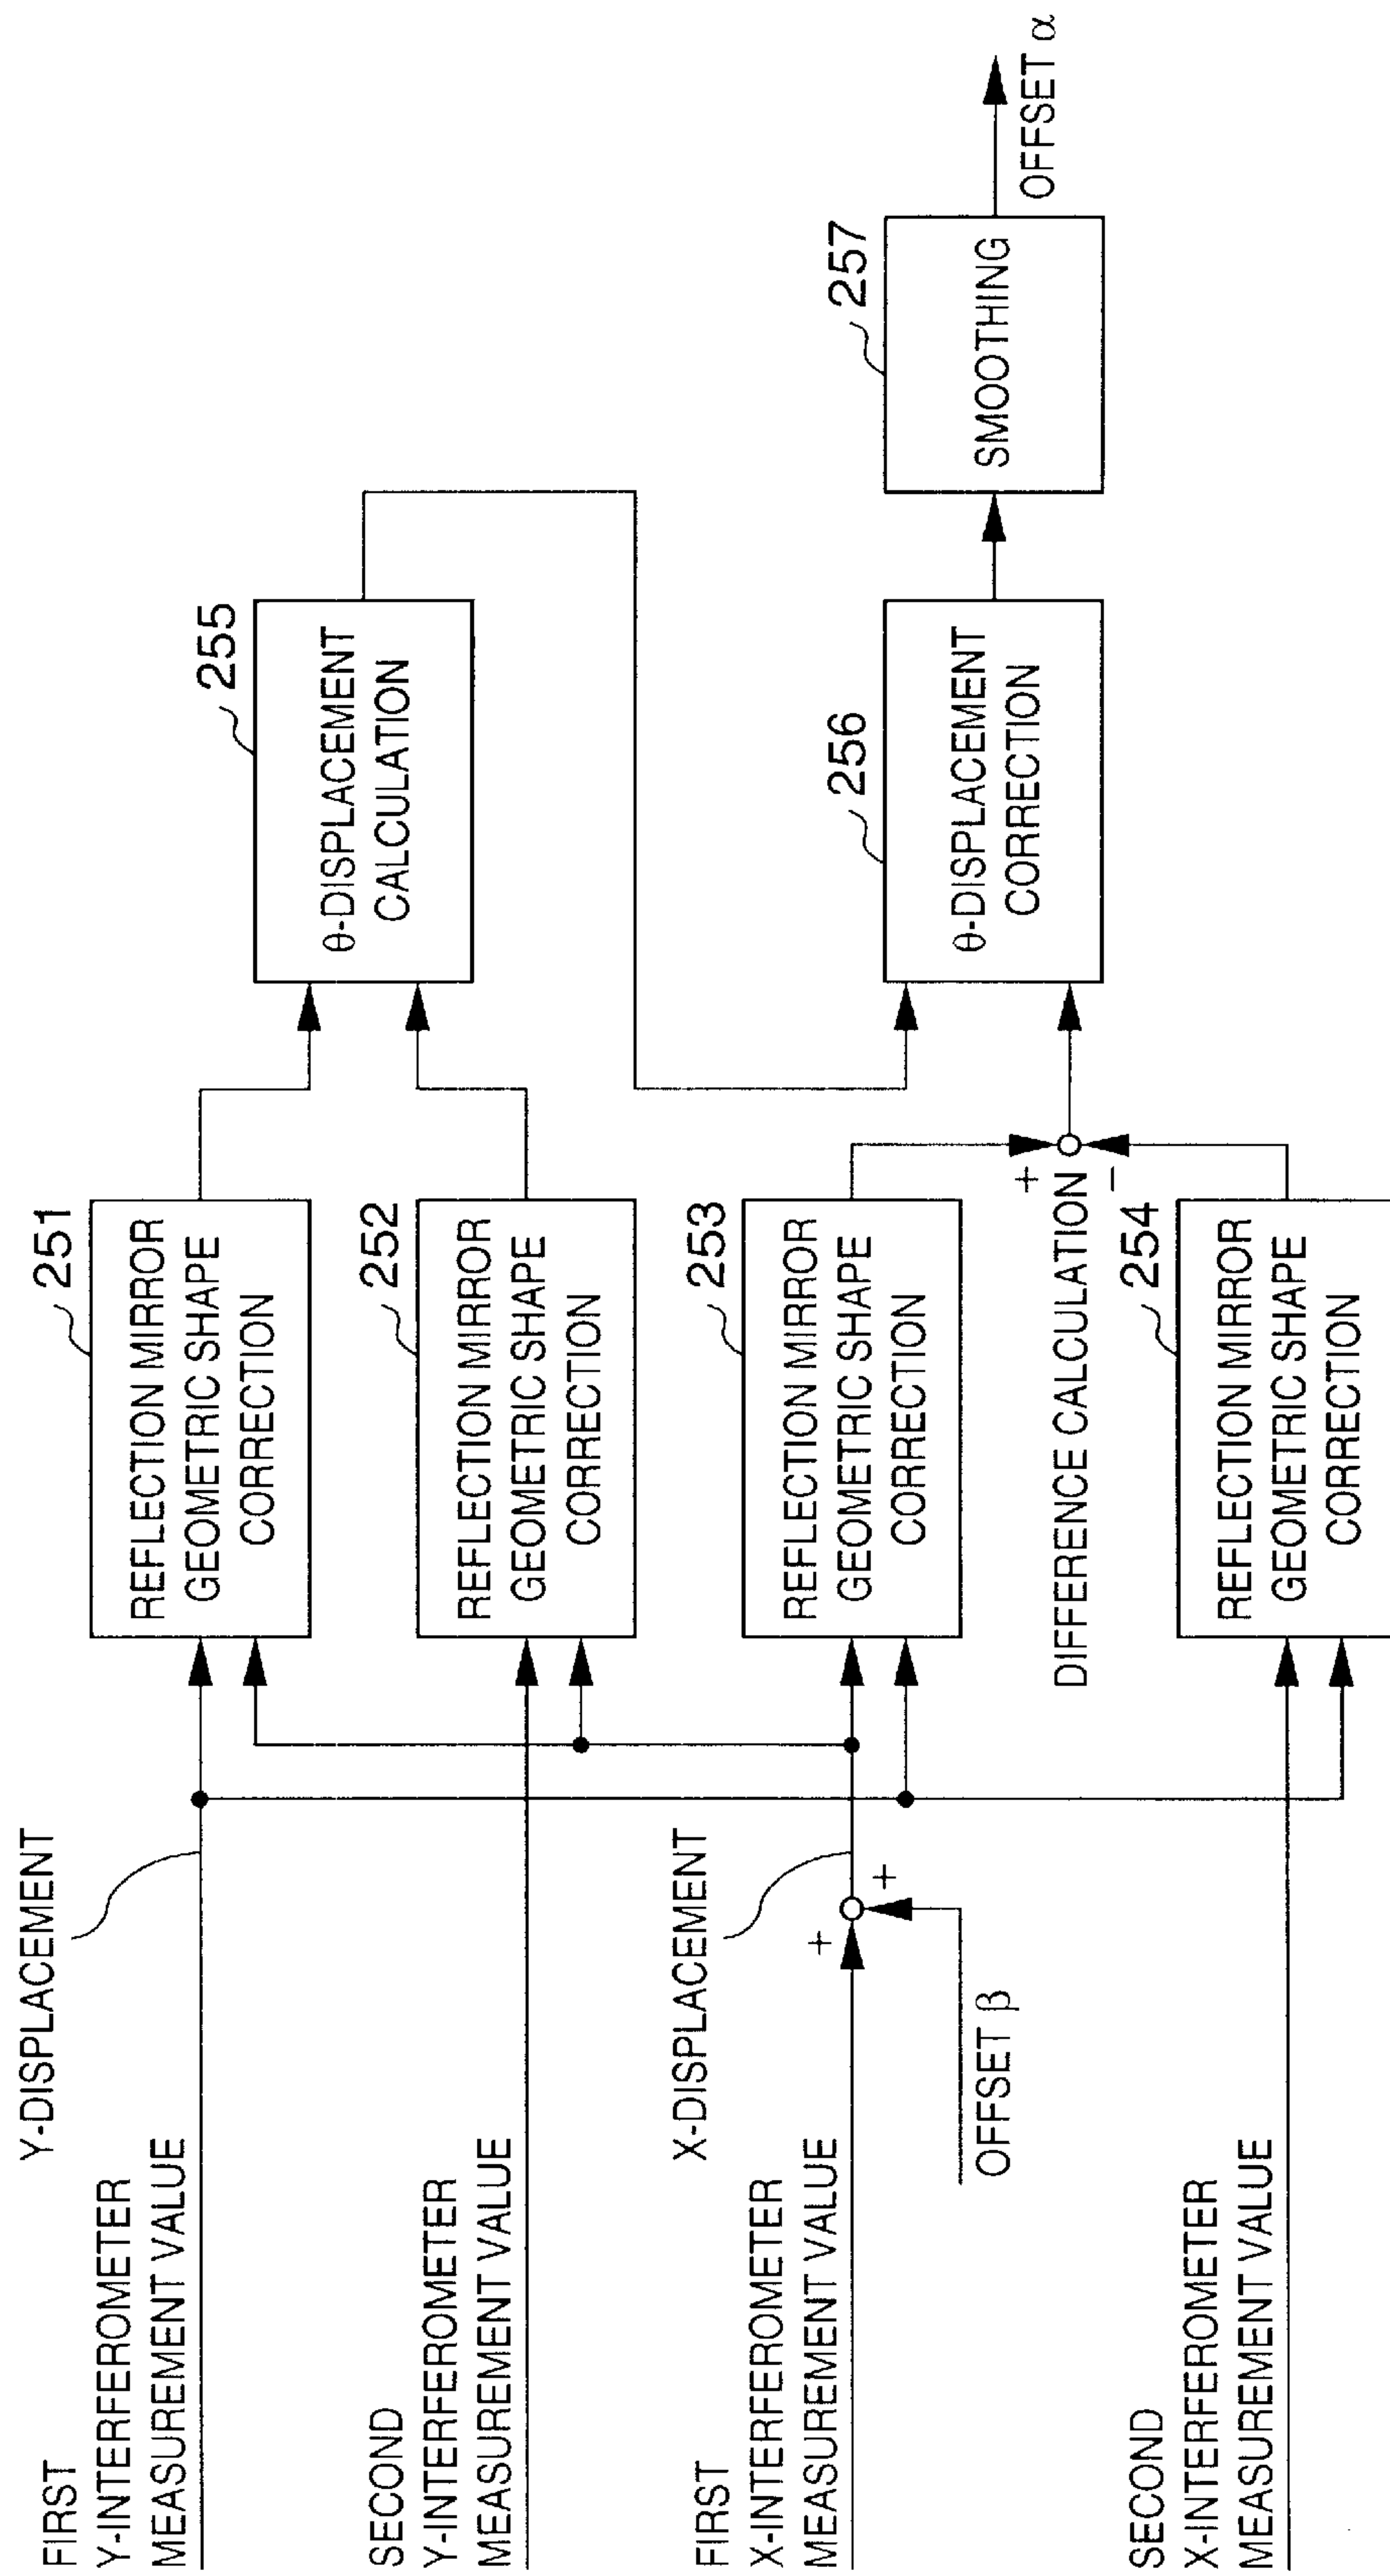 FIRST
Y-INTERFEROMETER
MEASUREMENT VALUE
Y-DISPLACEMENT
251
REFLECTION MIRROR
GEOMETRIC SHAPE
CORRECTION
255
θ-DISPLACEMENT
CALCULATION
SECOND
Y-INTERFEROMETER
MEASUREMENT VALUE
252
REFLECTION MIRROR
GEOMETRIC SHAPE
CORRECTION
FIRST
X-INTERFEROMETER
MEASUREMENT VALUE
X-DISPLACEMENT
+
+
OFFSET β
253
REFLECTION MIRROR
GEOMETRIC SHAPE
CORRECTION
+
−
DIFFERENCE CALCULATION
256
θ-DISPLACEMENT
CORRECTION
257
SMOOTHING
OFFSET α
SECOND
X-INTERFEROMETER
MEASUREMENT VALUE
254
REFLECTION MIRROR
GEOMETRIC SHAPE
CORRECTION